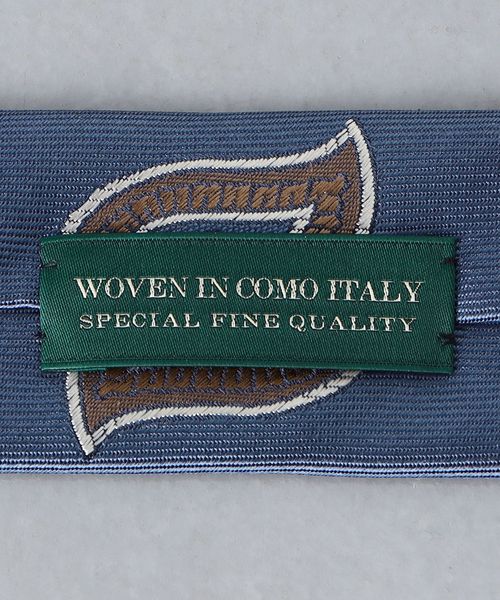 WOVEN IN COMO ITALY
SPECIAL FINE QUALITY